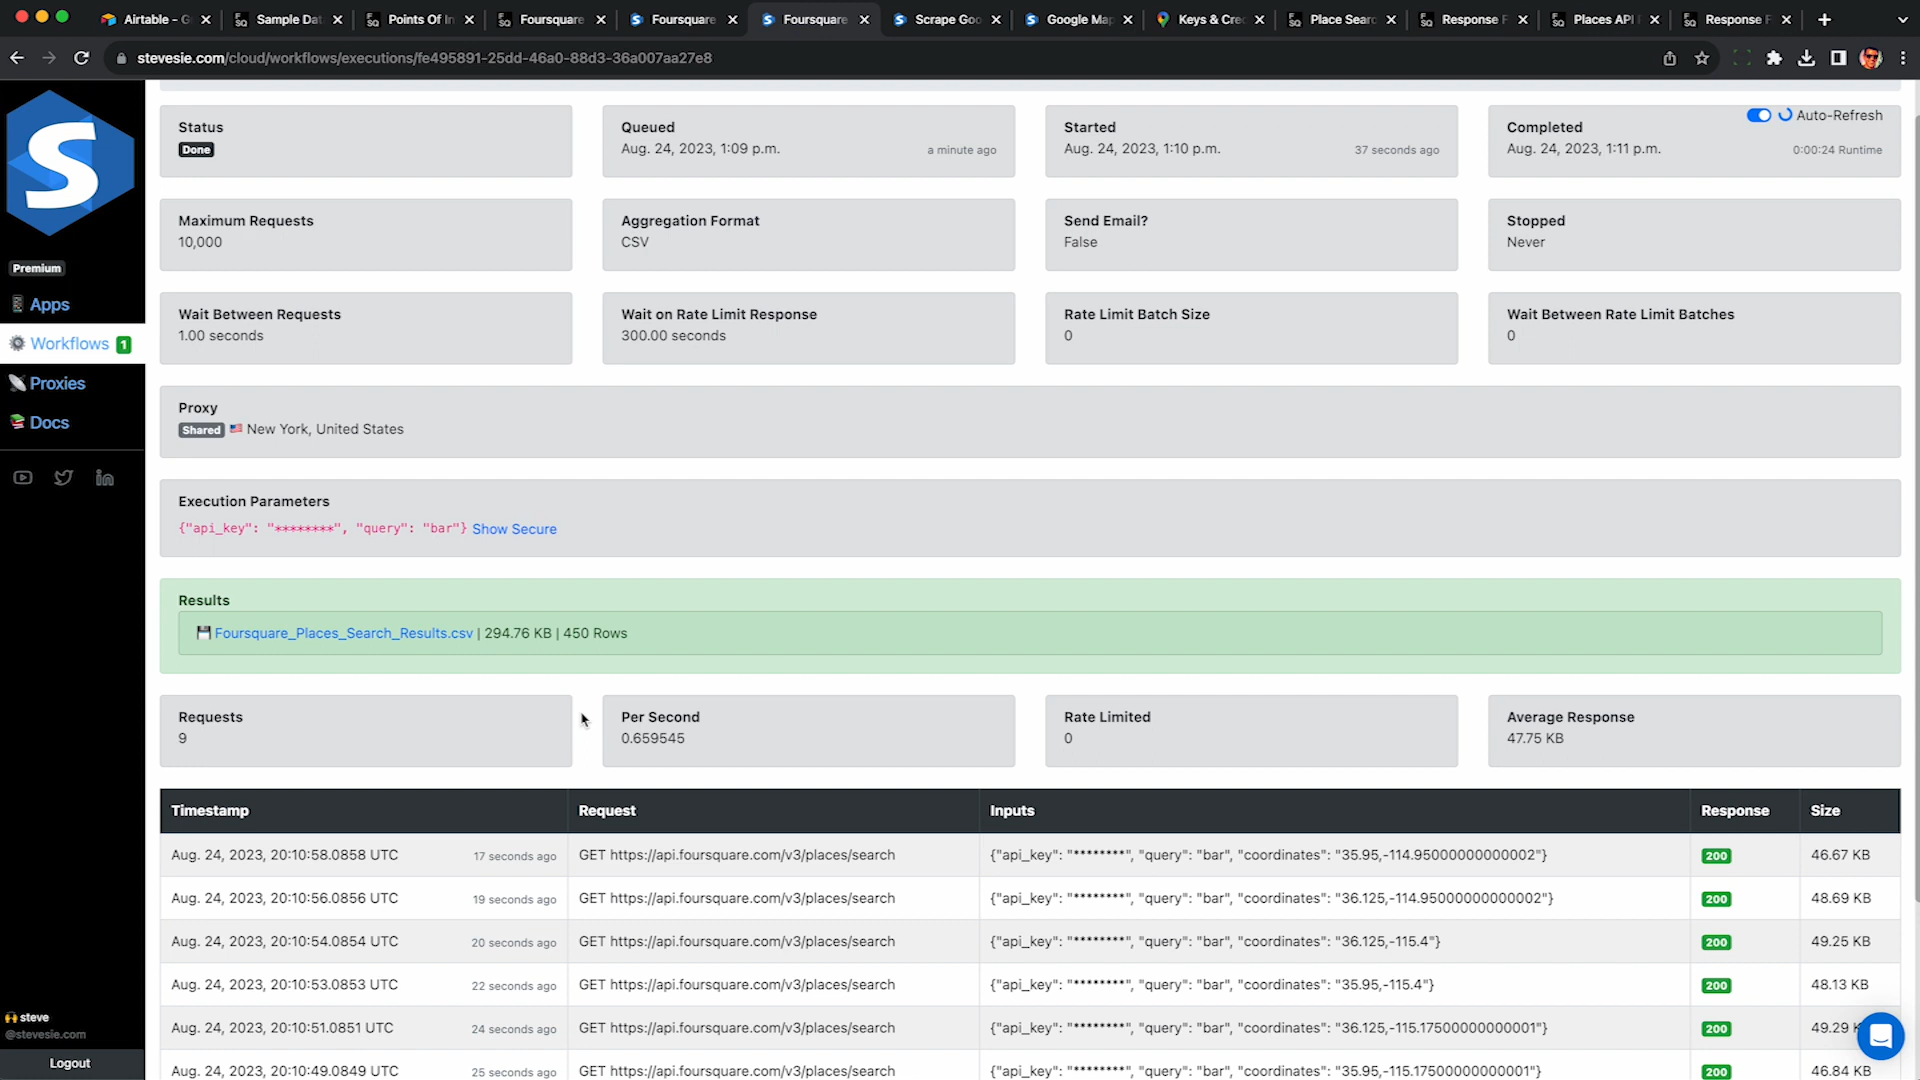 Airtable - G
Sample Dat
Points Of In
Foursquare
Foursquare
Foursquare
Scrape Goo
Google Map
Keys & Cre
Place Searc
Response F
Places API
Response F
stevesie.com/cloud/workflows/executions/fe495891-25dd-46a0-88d3-36a007aa27e8
S
Premium
Apps
Workflows 1
Proxies
Docs
steve
@stevesie.com
Logout
Status
Done
Queued
Aug. 24, 2023, 1:09 p.m. a minute ago
Started
Aug. 24, 2023, 1:10 p.m. 37 seconds ago
Auto-Refresh
Completed
Aug. 24, 2023, 1:11 p.m. 0:00:24 Runtime
Maximum Requests
10,000
Aggregation Format
CSV
Send Email?
False
Stopped
Never
Wait Between Requests
1.00 seconds
Wait on Rate Limit Response
300.00 seconds
Rate Limit Batch Size
0
Wait Between Rate Limit Batches
0
Proxy
Shared New York, United States
Execution Parameters
{"api_key": "********", "query": "bar"} Show Secure
Results
Foursquare_Places_Search_Results.csv | 294.76 KB | 450 Rows
Requests
9
Per Second
0.659545
Rate Limited
0
Average Response
47.75 KB
Timestamp Request Inputs Response Size
Aug. 24, 2023, 20:10:58.0858 UTC 17 seconds ago GET https://api.foursquare.com/v3/places/search {"api_key": "********", "query": "bar", "coordinates": "35.95,-114.95000000000002"} 200 46.67 KB
Aug. 24, 2023, 20:10:56.0856 UTC 19 seconds ago GET https://api.foursquare.com/v3/places/search {"api_key": "********", "query": "bar", "coordinates": "36.125,-114.95000000000002"} 200 48.69 KB
Aug. 24, 2023, 20:10:54.0854 UTC 20 seconds ago GET https://api.foursquare.com/v3/places/search {"api_key": "********", "query": "bar", "coordinates": "36.125,-115.4"} 200 49.25 KB
Aug. 24, 2023, 20:10:53.0853 UTC 22 seconds ago GET https://api.foursquare.com/v3/places/search {"api_key": "********", "query": "bar", "coordinates": "35.95,-115.4"} 200 48.13 KB
Aug. 24, 2023, 20:10:51.0851 UTC 24 seconds ago GET https://api.foursquare.com/v3/places/search {"api_key": "********", "query": "bar", "coordinates": "36.125,-115.17500000000001"} 200 49.29
Aug. 24, 2023, 20:10:49.0849 UTC 25 seconds ago GET https://api.foursquare.com/v3/places/search {"api_key": "********", "query": "bar", "coordinates": "35.95,-115.17500000000001"} 200 46.84 KB